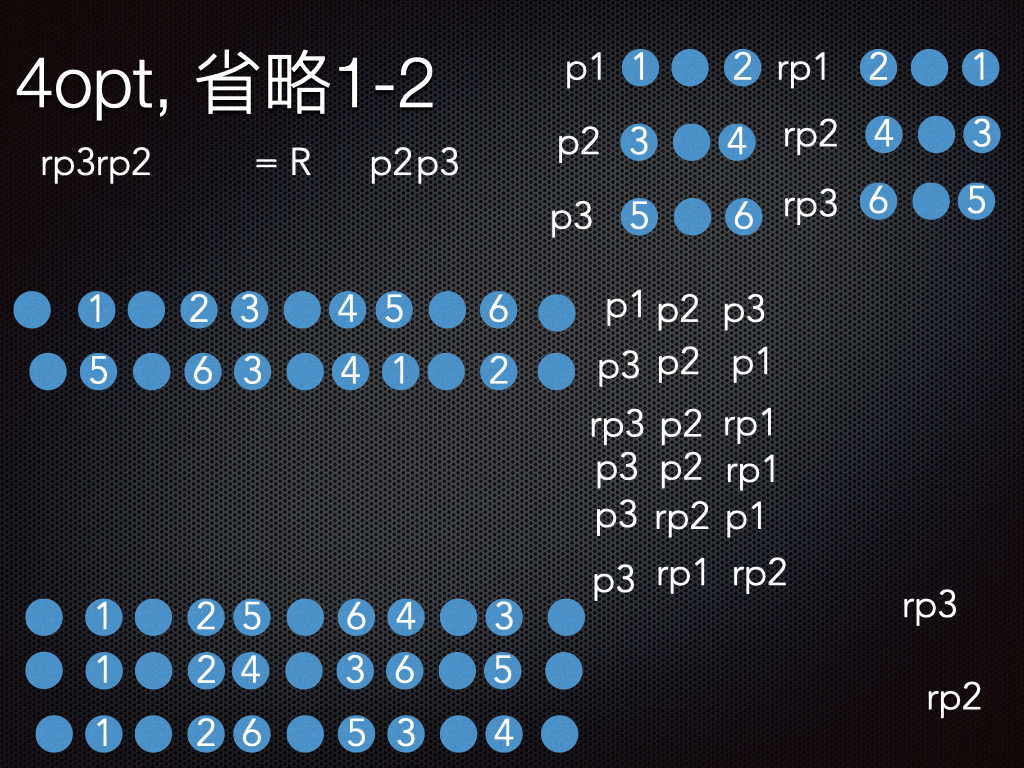 4opt, 省略1-2
rp3rp2 = R p2p3
p1 1 2 rp1 2 1
p2 3 4 rp2 4 3
p3 5 6 rp3 6 5
1 2 3 4 5 6 p1 p2 p3
5 6 3 4 1 2 p3 p2 p1
rp3 p2 rp1
p3 p2 rp1
p3 rp2 p1
p3 rp1 rp2
1 2 5 6 4 3 rp3
1 2 4 3 6 5
rp2
1 2 6 5 3 4